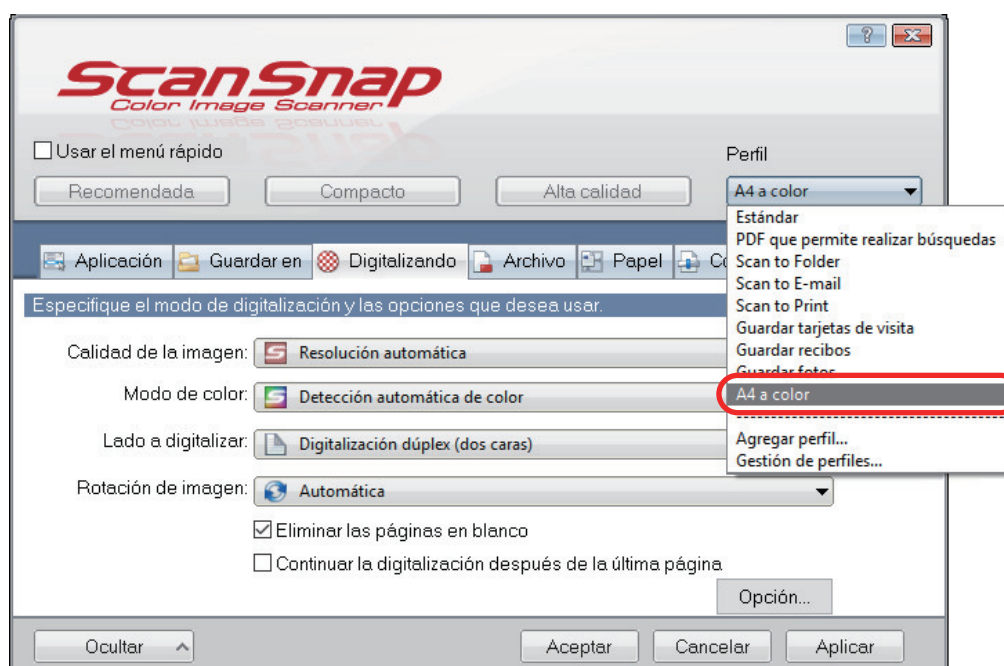 ScanSnap
Color Image Scanner
Usar el menú rápido
Perfil
Recomendada
Compacto
Alta calidad
A4 a color
Estándar
PDF que permite realizar búsquedas
Scan to Folder
Scan to E-mail
Scan to Print
Guardar tarjetas de visita
Guardar recibos
Guardar fotos
A4 a color
Agregar perfil...
Gestión de perfiles...
Aplicación
Guardar en
Digitalizando
Archivo
Papel
Especifique el modo de digitalización y las opciones que desea usar.
Calidad de la imagen: Resolución automática
Modo de color: Detección automática de color
Lado a digitalizar: Digitalización dúplex (dos caras)
Rotación de imagen: Automática
Eliminar las páginas en blanco
Continuar la digitalización después de la última página
Opción...
Ocultar
Aceptar
Cancelar
Aplicar